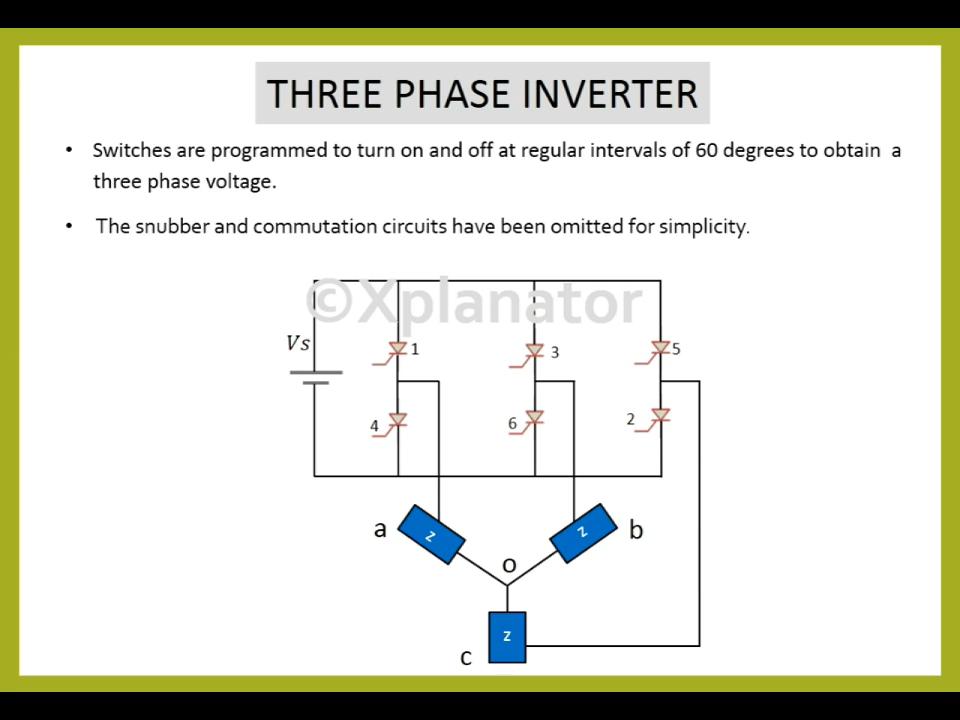 THREE PHASE INVERTER
• Switches are programmed to turn on and off at regular intervals of 60 degrees to obtain a
three phase voltage.
• The snubber and commutation circuits have been omitted for simplicity.
©Xplanator
Vs
1
3
5
4
6
2
a
z
z
b
o
z
c